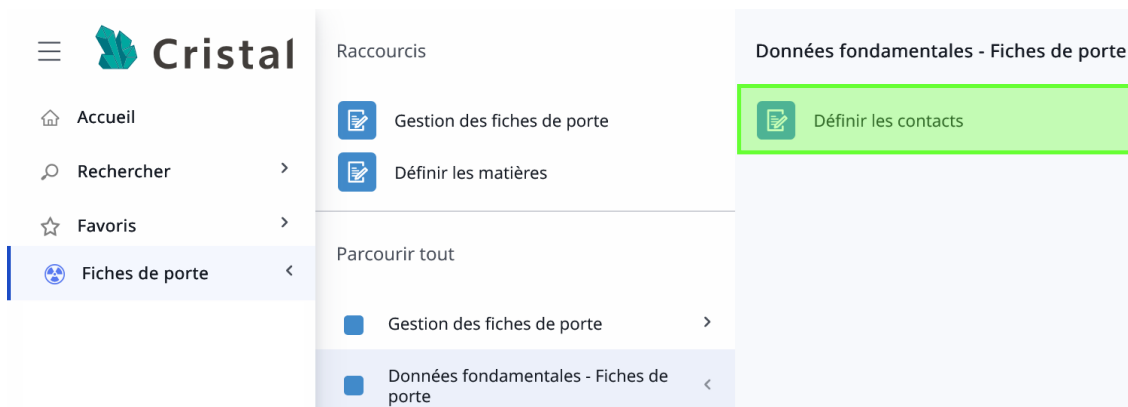 Cristal
Accueil
Rechercher
Favoris
Fiches de porte
Raccourcis
Gestion des fiches de porte
Définir les matières
Parcourir tout
Gestion des fiches de porte
Données fondamentales - Fiches de
porte
Données fondamentales - Fiches de porte
Définir les contacts